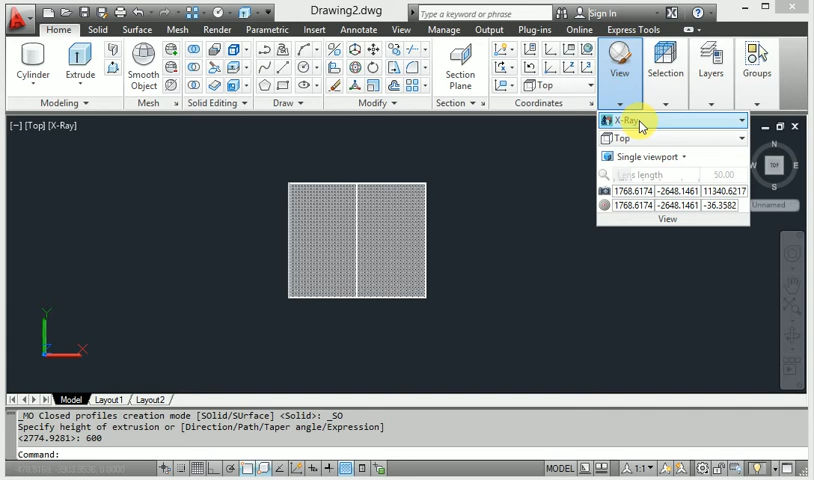 Drawing2.dwg
Type a keyword or phrase
Sign In
Home Solid Surface Mesh Render Parametric Insert Annotate View Manage Output Plug-ins Online Express Tools
Cylinder
Extrude
Smooth
Object
Section
Plane
Top
View
Selection
Layers
Groups
Modeling
Mesh
Solid Editing
Draw
Modify
Section
Coordinates
[−] [Top] [X-Ray]
X-Ray
Top
Single viewport
Lens length 50.00
1768.6174 -2648.1461 11340.6217
1768.6174 -2648.1461 -36.3582
View
N
W TOP E
Unnamed
Y
X
Model Layout1 Layout2
_MO Closed profiles creation mode [SOlid/SUrface] <Solid>: _SO
Specify height of extrusion or [Direction/Path/Taper angle/Expression]
<2774.9281>: 600
Command:
MODEL
1:1